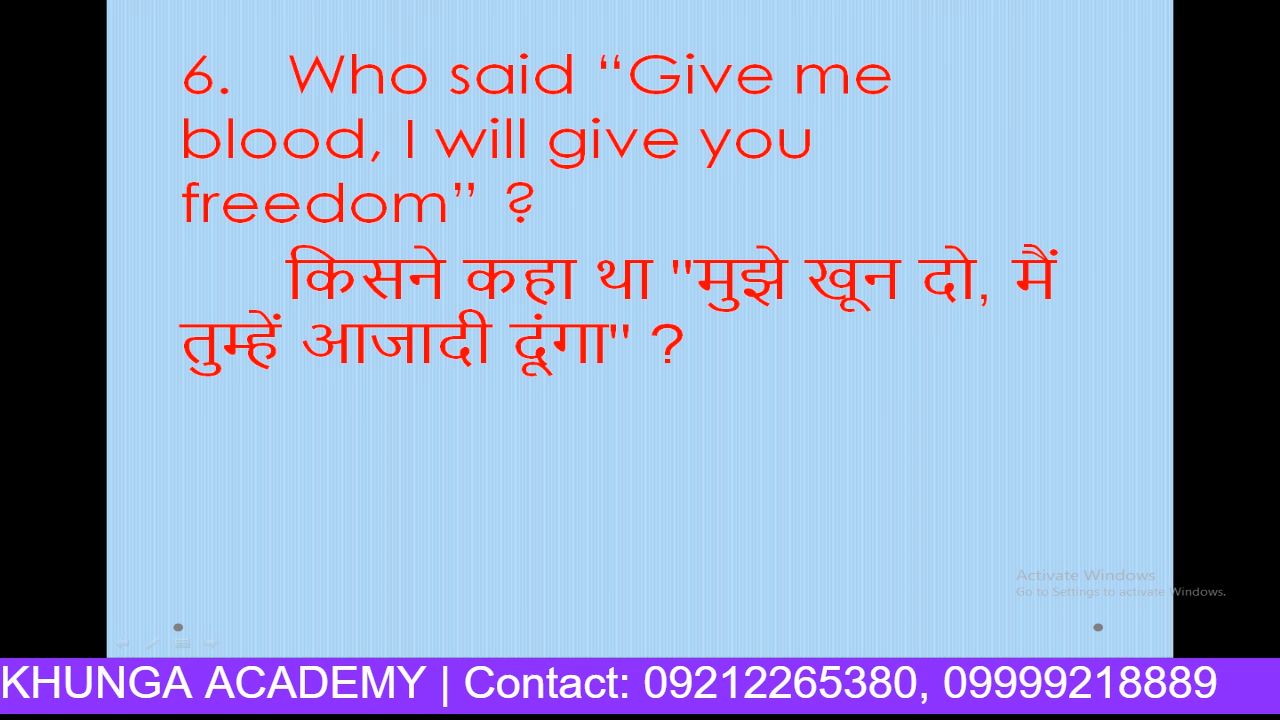 6. Who said “Give me
blood, I will give you
freedom” ?
किसने कहा था "मुझे खून दो, मैं
तुम्हें आजादी दूंगा" ?
Activate Windows
Go to Settings to activate Windows.
KHUNGA ACADEMY | Contact: 09212265380, 09999218889